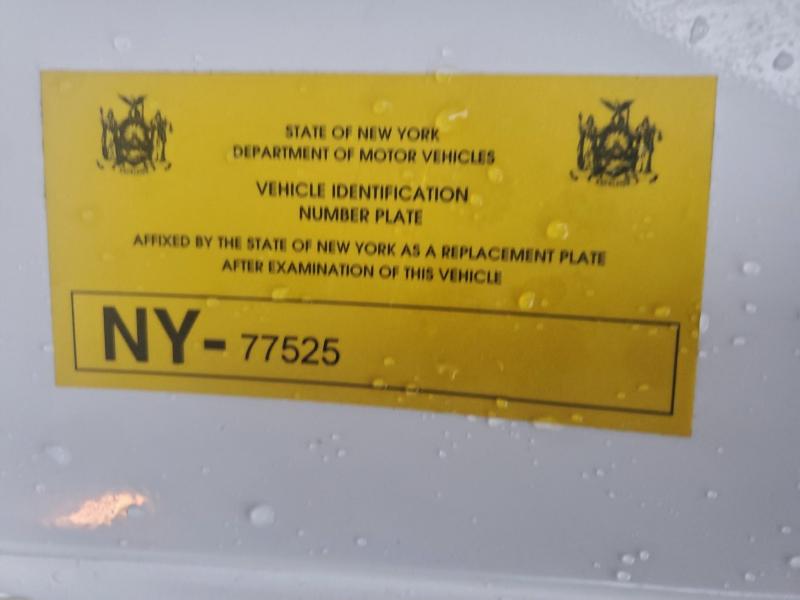 STATE OF NEW YORK
DEPARTMENT OF MOTOR VEHICLES
VEHICLE IDENTIFICATION
NUMBER PLATE
AFFIXED BY THE STATE OF NEW YORK AS A REPLACEMENT PLATE
AFTER EXAMINATION OF THIS VEHICLE
NY- 77525